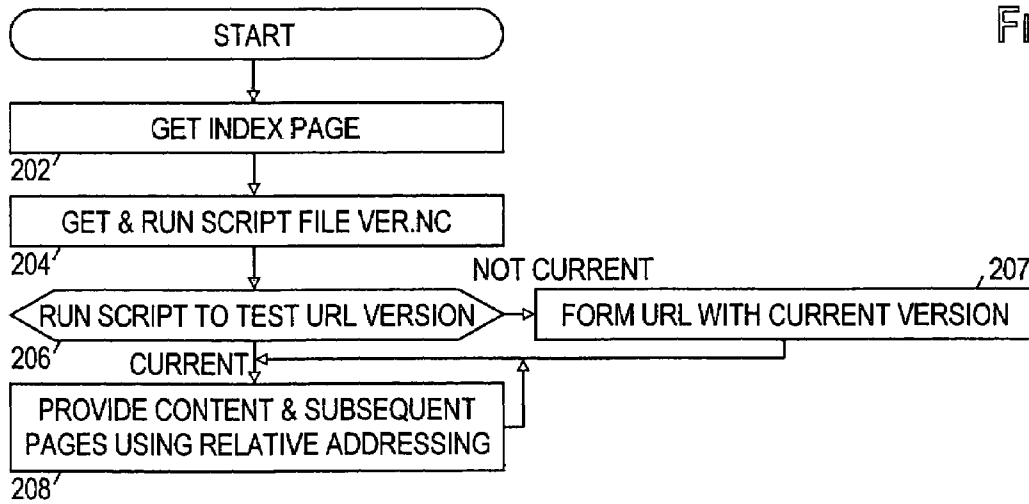 START
GET INDEX PAGE
202
GET & RUN SCRIPT FILE VER.NC
204
NOT CURRENT
207
RUN SCRIPT TO TEST URL VERSION
FORM URL WITH CURRENT VERSION
206
CURRENT
PROVIDE CONTENT & SUBSEQUENT
PAGES USING RELATIVE ADDRESSING
208